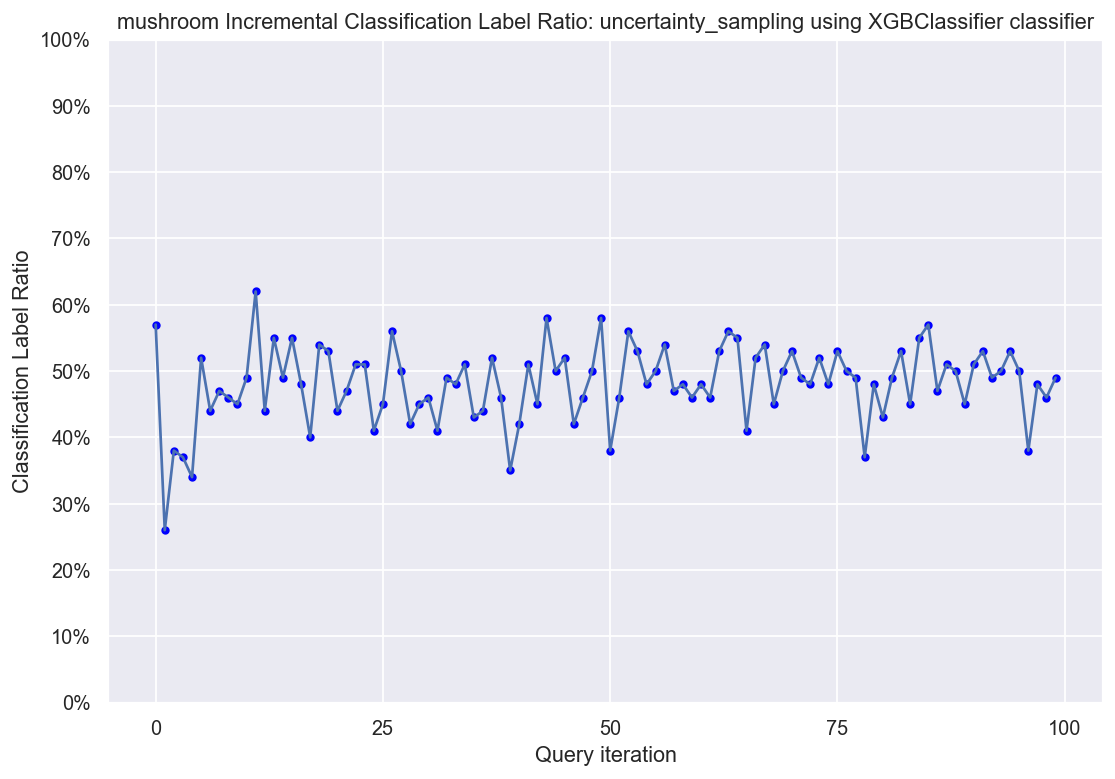 mushroom Incremental Classification Label Ratio: uncertainty_sampling using XGBClassifier classifier
100%
90%
80%
70%
60%
50%
40%
30%
20%
10%
0%
Classification Label Ratio
0 25 50 75 100
Query iteration